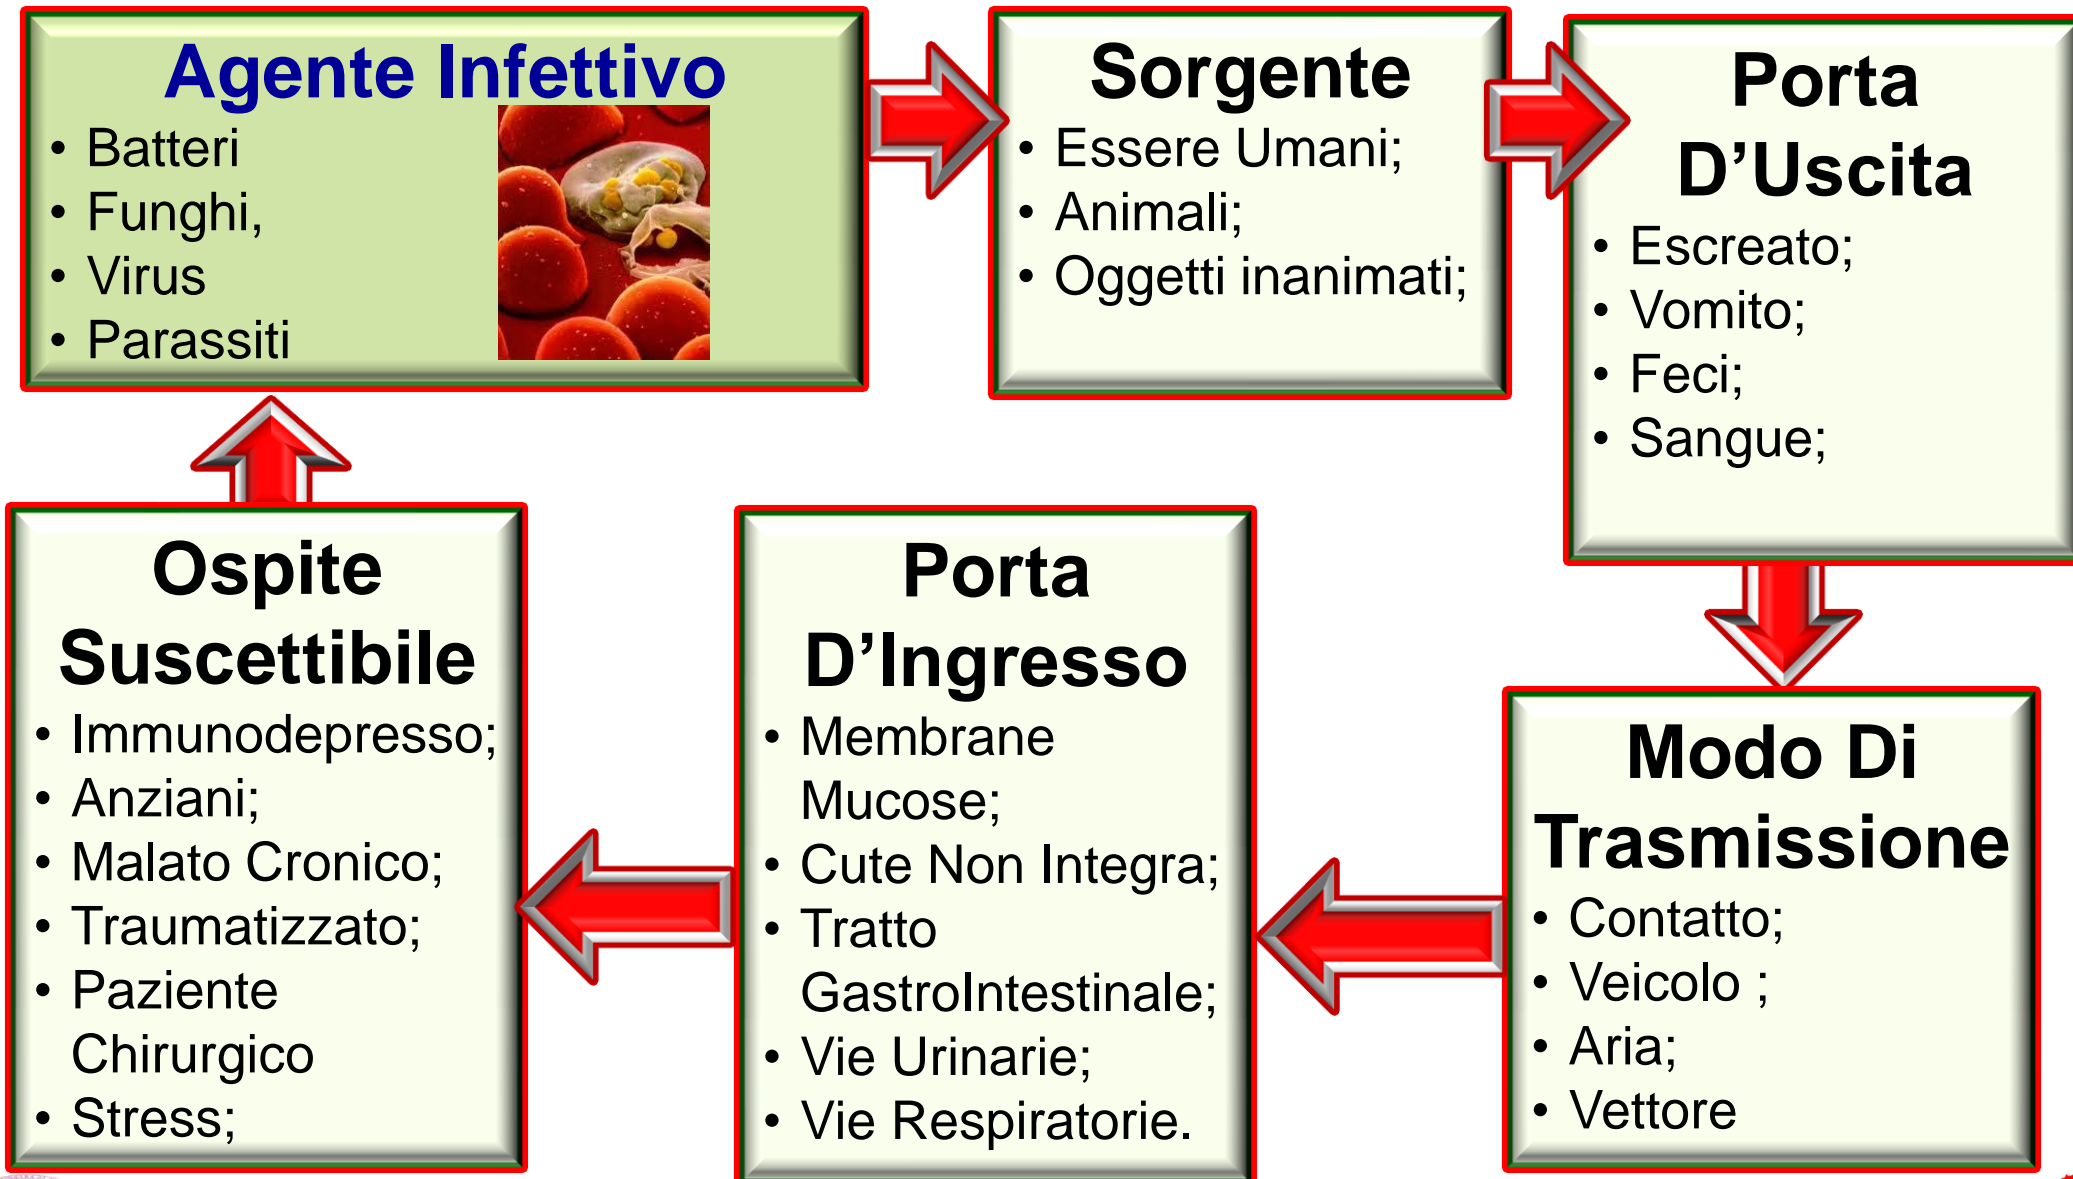 Agente Infettivo
• Batteri
• Funghi,
• Virus
• Parassiti
Sorgente
• Essere Umani;
• Animali;
• Oggetti inanimati;
Porta
D’Uscita
• Escreato;
• Vomito;
• Feci;
• Sangue;
Modo Di
Trasmissione
• Contatto;
• Veicolo ;
• Aria;
• Vettore
Porta
D’Ingresso
• Membrane
Mucose;
• Cute Non Integra;
• Tratto
GastroIntestinale;
• Vie Urinarie;
• Vie Respiratorie.
Ospite
Suscettibile
• Immunodepresso;
• Anziani;
• Malato Cronico;
• Traumatizzato;
• Paziente
Chirurgico
• Stress;